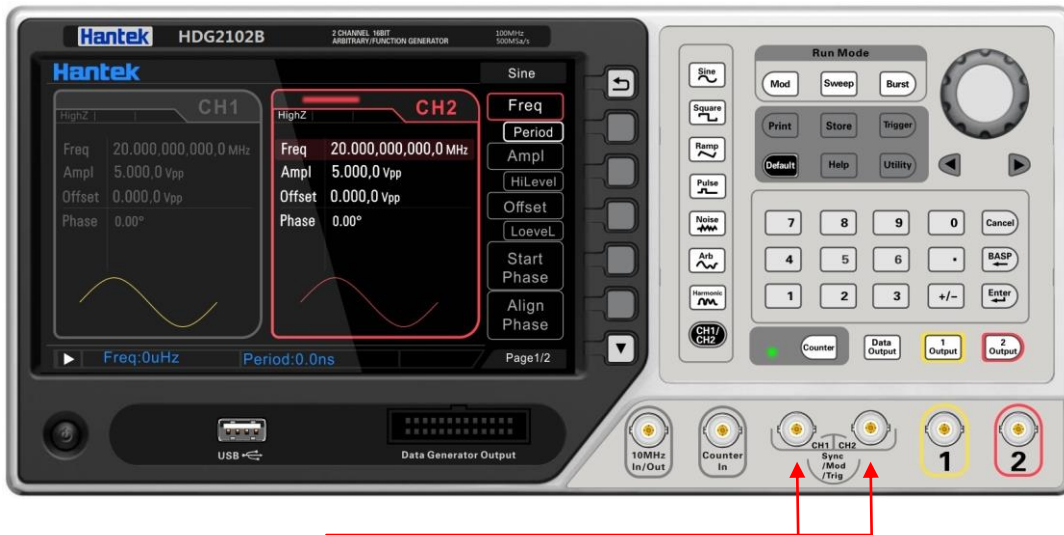 Hantek HDG2102B 2 CHANNEL 16BIT 100MHz
ARBITRARY/FUNCTION GENERATOR 500MSa/s
Hantek Sine
CH1
HighZ
Freq 20.000,000,000,0 MHz
Ampl 5.000,0 Vpp
Offset 0.000,0 Vpp
Phase 0.00°
CH2
HighZ
Freq 20.000,000,000,0 MHz
Ampl 5.000,0 Vpp
Offset 0.000,0 Vpp
Phase 0.00°
Freq
Period
Ampl
HiLevel
Offset
LoeveL
Start
Phase
Align
Phase
Freq:0uHz Period:0.0ns Page1/2
Sine
Square
Ramp
Pulse
Noise
Arb
Harmonic
CH1/
CH2
Run Mode
Mod Sweep Burst
Print Store Trigger
Default Help Utility
7 8 9 0 Cancel
4 5 6 . BASP
1 2 3 +/- Enter
Counter Data Output 1 Output 2 Output
USB Data Generator Output
10MHz
In/Out
Counter
In
CH1 CH2
Sync
/Mod
/Trig
1 2